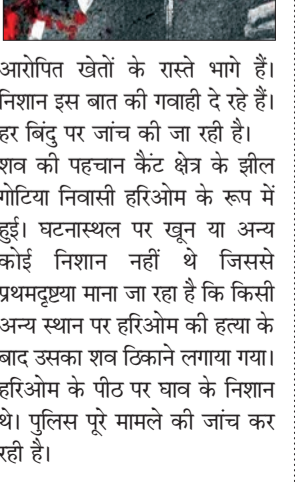 आरोपित खेतों के रास्ते भागे हैं।
निशान इस बात की गवाही दे रहे हैं।
हर बिंदु पर जांच की जा रही है।
शव की पहचान कैंट क्षेत्र के झील
गोटिया निवासी हरिओम के रूप में
हुई। घटनास्थल पर खून या अन्य
कोई निशान नहीं थे जिससे
प्रथमदृष्टया माना जा रहा है कि किसी
अन्य स्थान पर हरिओम की हत्या के
बाद उसका शव ठिकाने लगाया गया।
हरिओम के पीठ पर घाव के निशान
थे। पुलिस पूरे मामले की जांच कर
रही है।